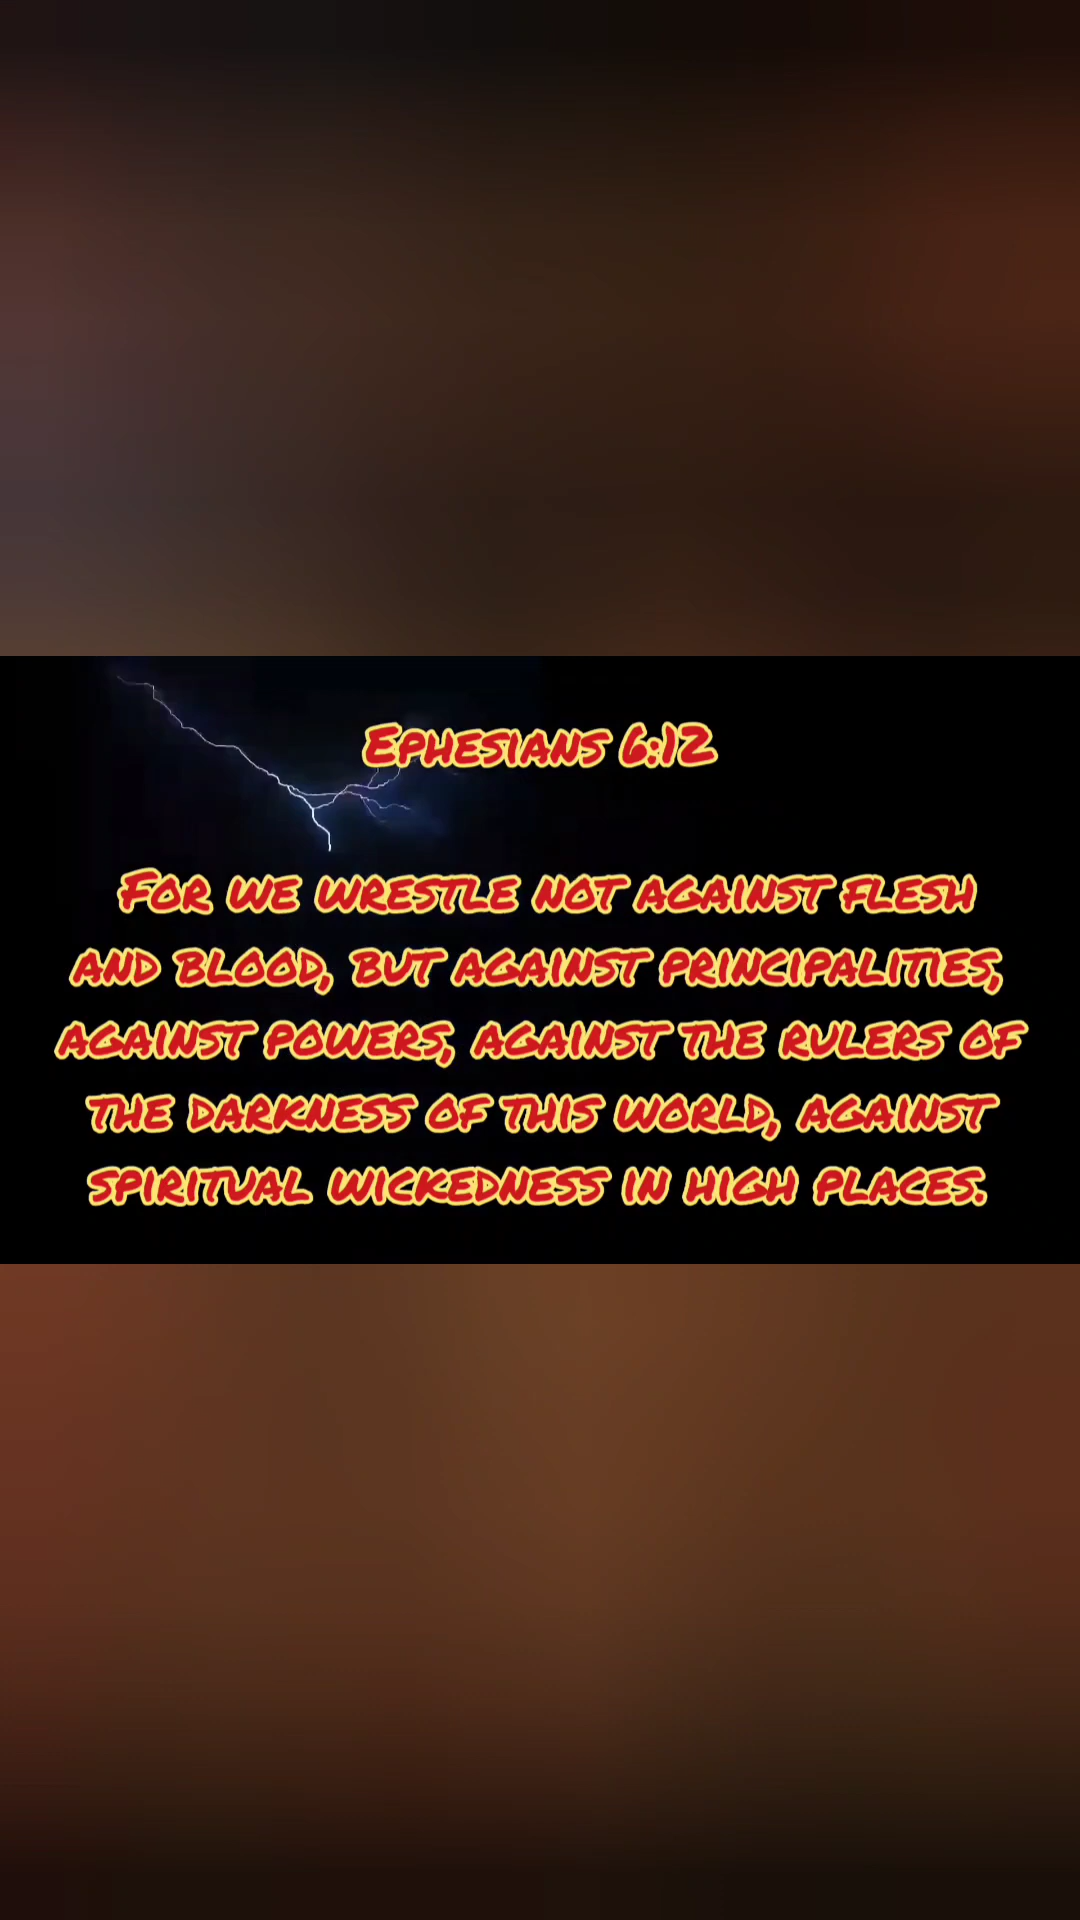 Ephesians 6:12
For we wrestle not against flesh
and blood, but against principalities,
against powers, against the rulers of
the darkness of this world, against
spiritual wickedness in high places.